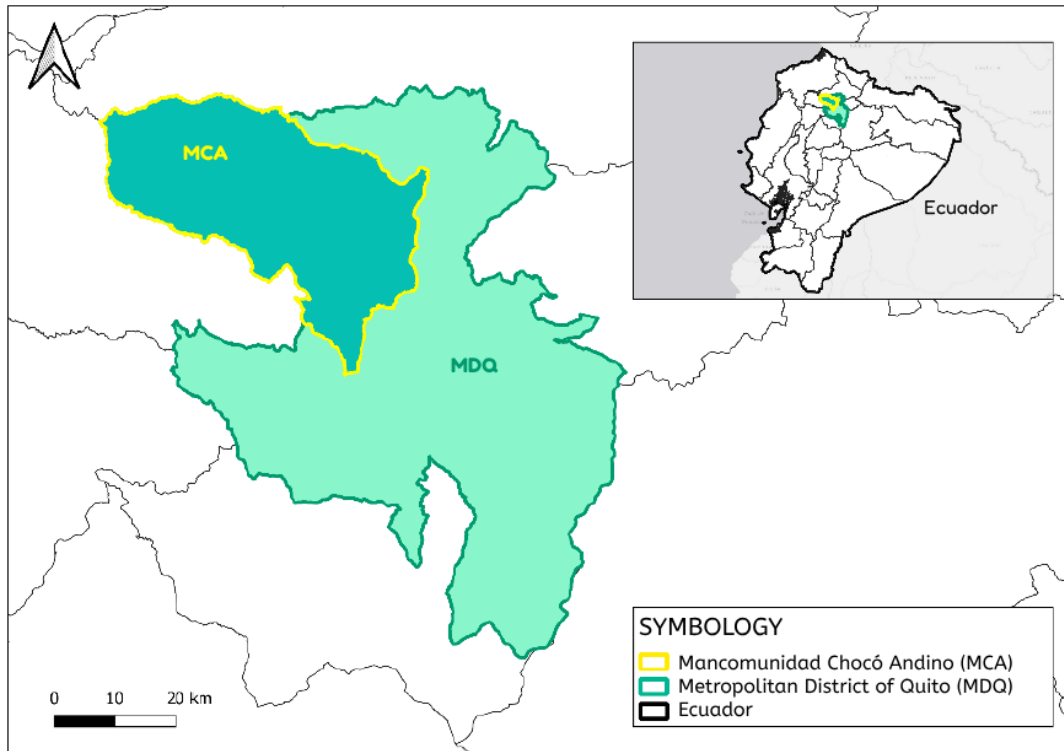 MCA
MDQ
Ecuador
0 10 20 km
SYMBOLOGY
Mancomunidad Chocó Andino (MCA)
Metropolitan District of Quito (MDQ)
Ecuador